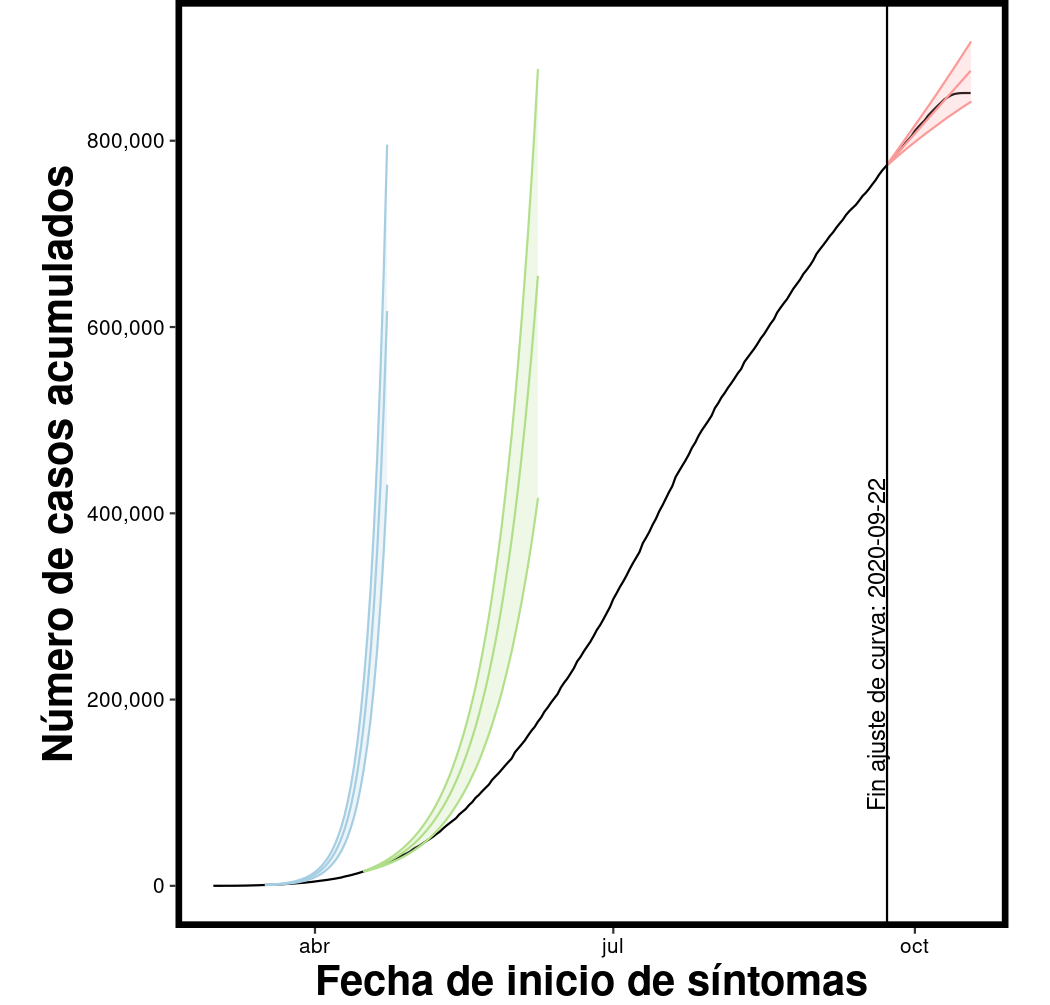 Número de casos acumulados
800,000
600,000
400,000
200,000
0
Fin ajuste de curva: 2020-09-22
abr
jul
oct
Fecha de inicio de síntomas